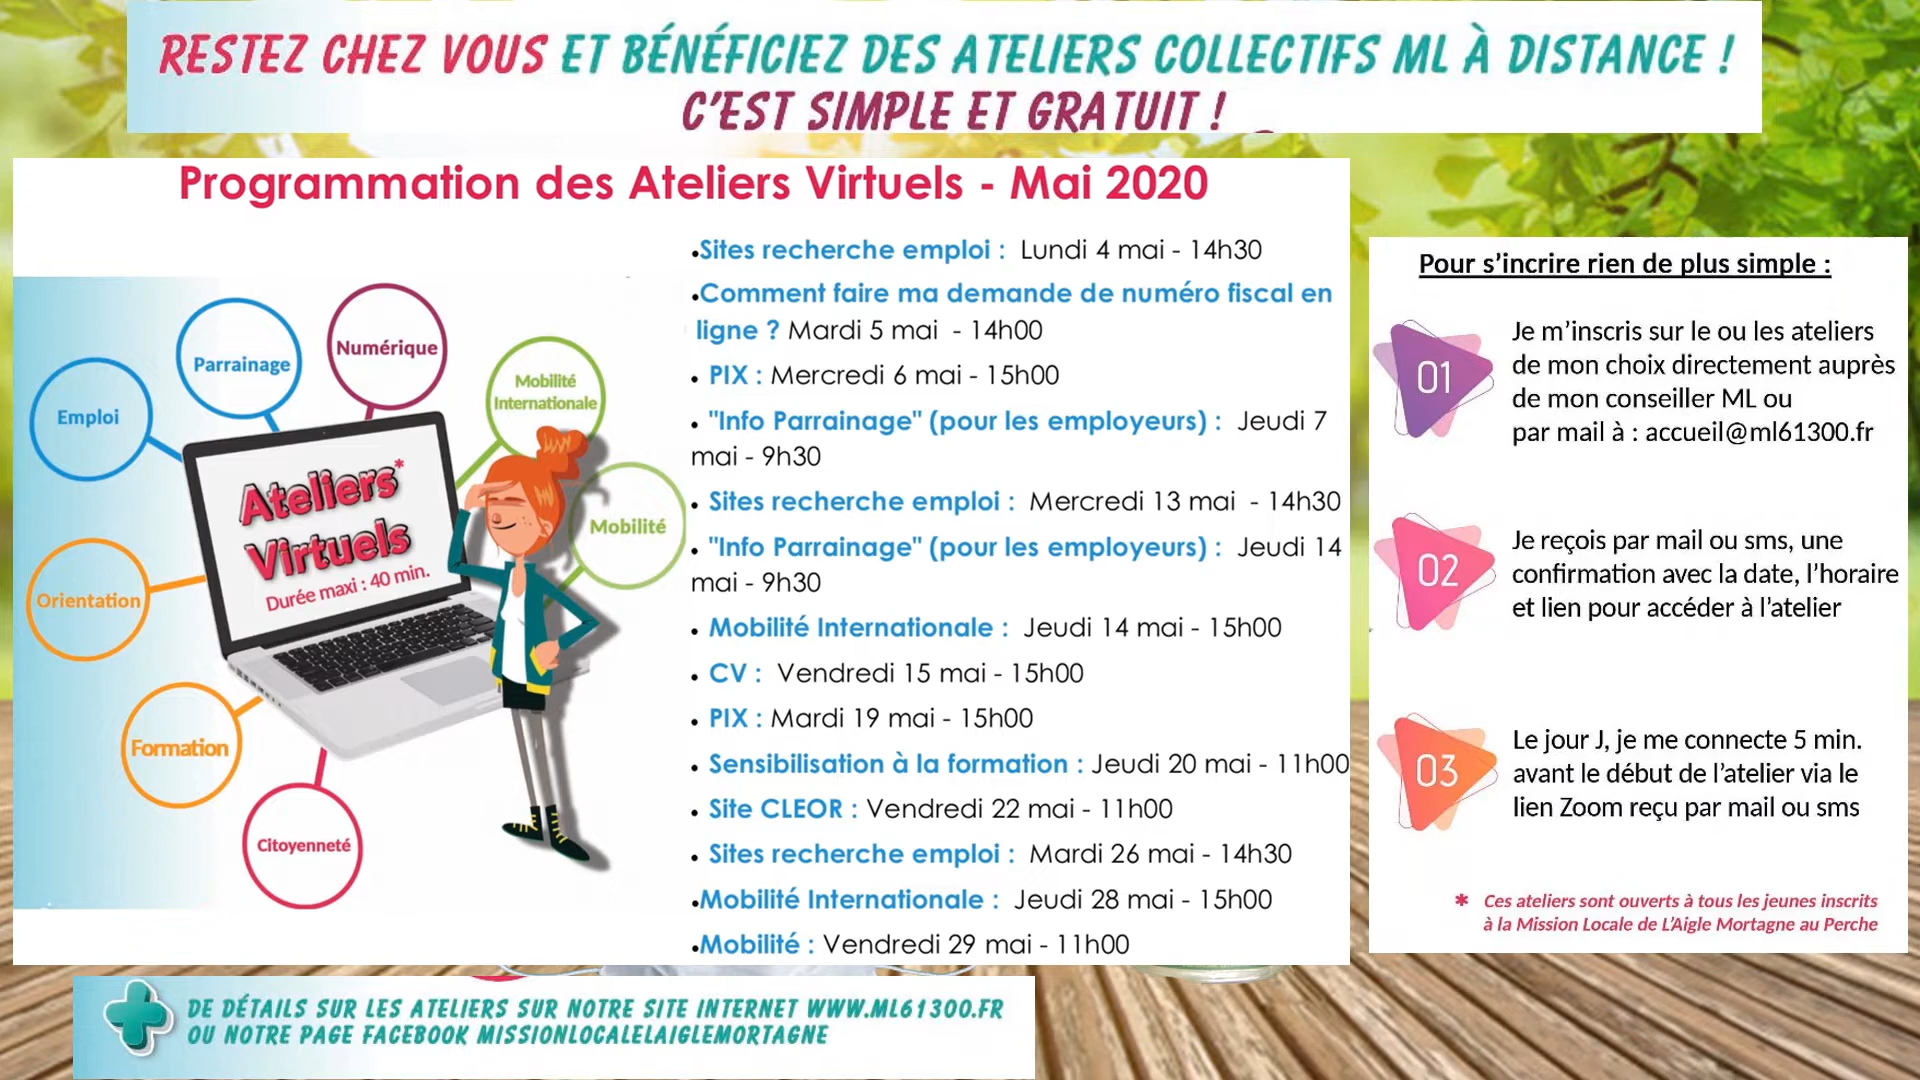 RESTEZ CHEZ VOUS ET BÉNÉFICIEZ DES ATELIERS COLLECTIFS ML À DISTANCE !
C'EST SIMPLE ET GRATUIT !
Programmation des Ateliers Virtuels - Mai 2020
Emploi
Parrainage
Numérique
Mobilité
Internationale
Mobilité
Orientation
Formation
Citoyenneté
Ateliers*
Virtuels
Durée maxi : 40 min.
•Sites recherche emploi : Lundi 4 mai - 14h30
•Comment faire ma demande de numéro fiscal en
ligne ? Mardi 5 mai - 14h00
• PIX : Mercredi 6 mai - 15h00
• "Info Parrainage" (pour les employeurs) : Jeudi 7
mai - 9h30
• Sites recherche emploi : Mercredi 13 mai - 14h30
• "Info Parrainage" (pour les employeurs) : Jeudi 14
mai - 9h30
• Mobilité Internationale : Jeudi 14 mai - 15h00
• CV : Vendredi 15 mai - 15h00
• PIX : Mardi 19 mai - 15h00
• Sensibilisation à la formation : Jeudi 20 mai - 11h00
• Site CLEOR : Vendredi 22 mai - 11h00
• Sites recherche emploi : Mardi 26 mai - 14h30
•Mobilité Internationale : Jeudi 28 mai - 15h00
•Mobilité : Vendredi 29 mai - 11h00
Pour s'incrire rien de plus simple :
01
Je m'inscris sur le ou les ateliers
de mon choix directement auprès
de mon conseiller ML ou
par mail à : accueil@ml61300.fr
02
Je reçois par mail ou sms, une
confirmation avec la date, l'horaire
et lien pour accéder à l'atelier
03
Le jour J, je me connecte 5 min.
avant le début de l'atelier via le
lien Zoom reçu par mail ou sms
* Ces ateliers sont ouverts à tous les jeunes inscrits
à la Mission Locale de L'Aigle Mortagne au Perche
DE DÉTAILS SUR LES ATELIERS SUR NOTRE SITE INTERNET WWW.ML61300.FR
OU NOTRE PAGE FACEBOOK MISSIONLOCALELAIGLEMORTAGNE